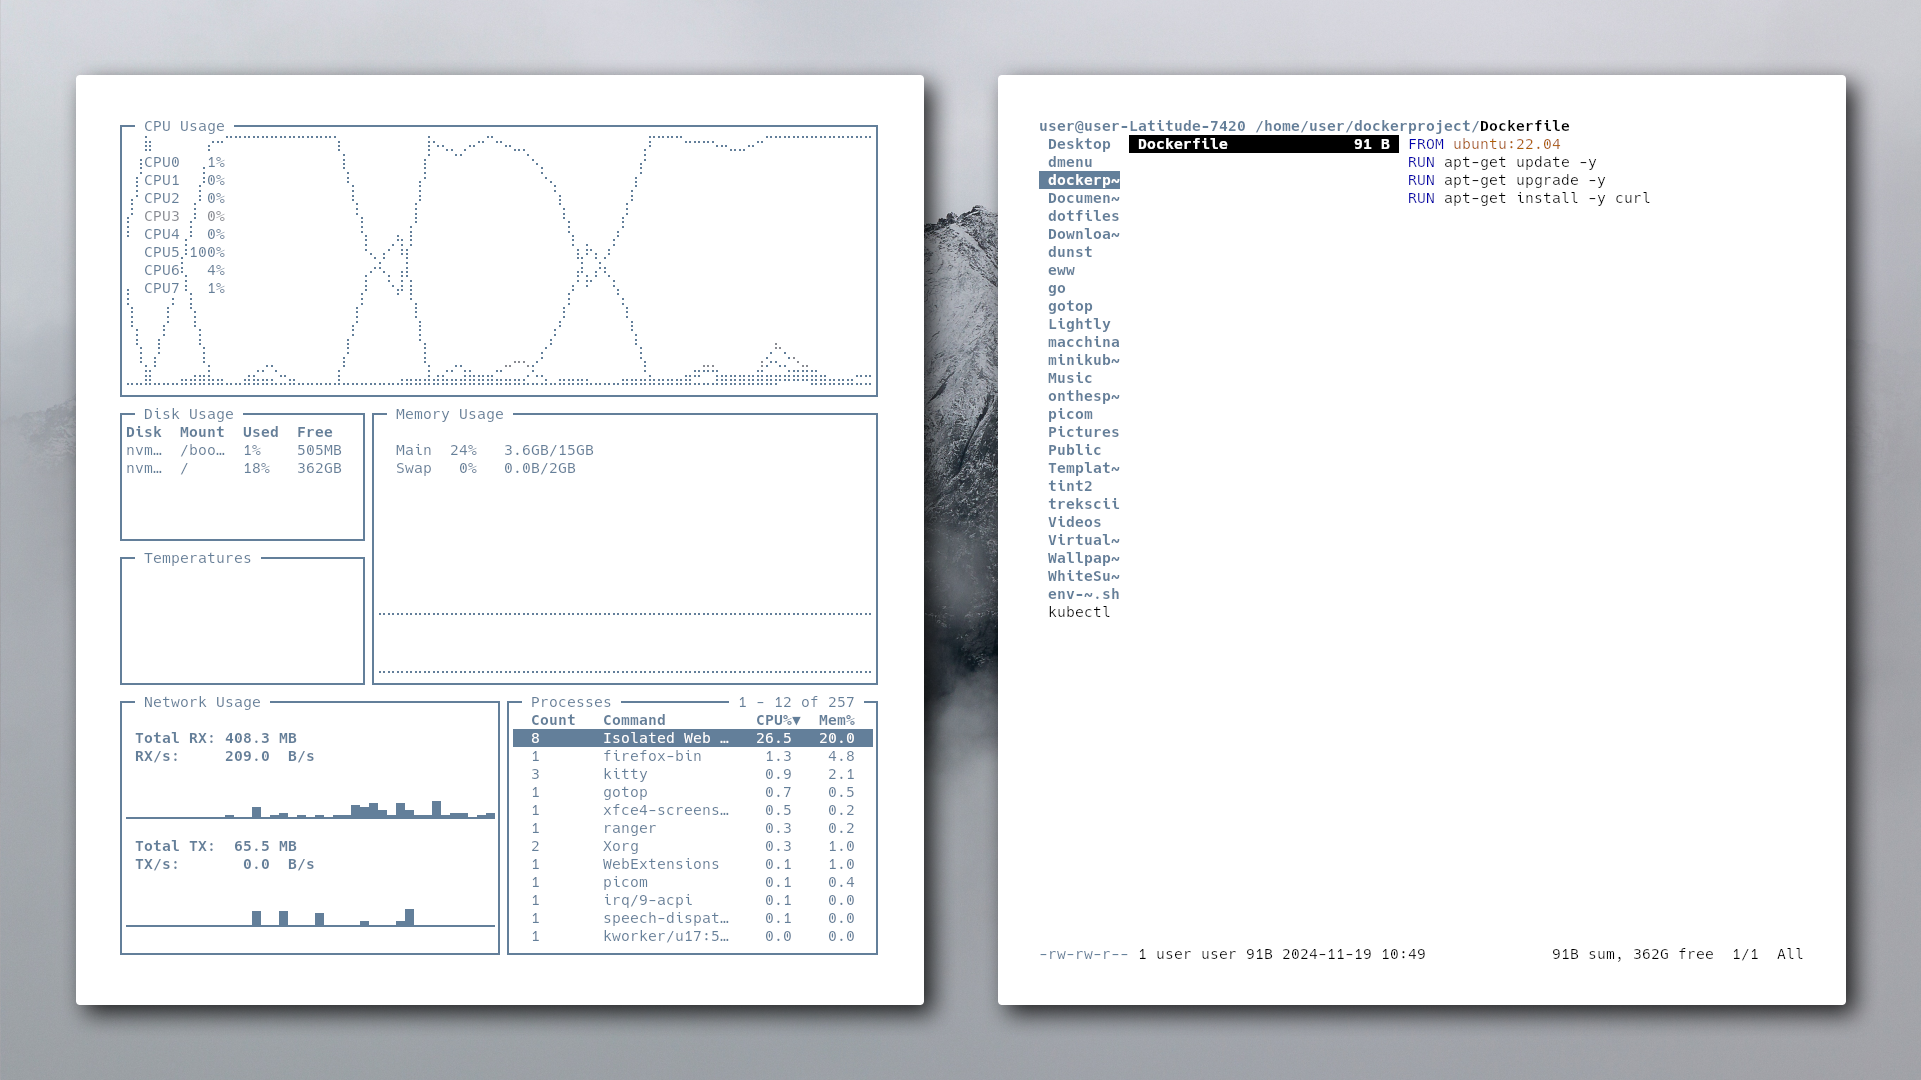 CPU Usage
CPU0 1%
CPU1 0%
CPU2 0%
CPU3 0%
CPU4 0%
CPU5 100%
CPU6 4%
CPU7 1%
Disk Usage
Disk Mount Used Free
nvm… /boo… 1% 505MB
nvm… / 18% 362GB
Memory Usage
Main 24% 3.6GB/15GB
Swap 0% 0.0B/2GB
Temperatures
Network Usage
Total RX: 408.3 MB
RX/s: 209.0 B/s
Total TX: 65.5 MB
TX/s: 0.0 B/s
Processes 1 - 12 of 257
Count Command CPU%▼ Mem%
8 Isolated Web … 26.5 20.0
1 firefox-bin 1.3 4.8
3 kitty 0.9 2.1
1 gotop 0.7 0.5
1 xfce4-screens… 0.5 0.2
1 ranger 0.3 0.2
2 Xorg 0.3 1.0
1 WebExtensions 0.1 1.0
1 picom 0.1 0.4
1 irq/9-acpi 0.1 0.0
1 speech-dispat… 0.1 0.0
1 kworker/u17:5… 0.0 0.0
user@user-Latitude-7420 /home/user/dockerproject/Dockerfile
Desktop Dockerfile 91 B FROM ubuntu:22.04
dmenu RUN apt-get update -y
dockerp~ RUN apt-get upgrade -y
Documen~ RUN apt-get install -y curl
dotfiles
Downloa~
dunst
eww
go
gotop
Lightly
macchina
minikub~
Music
onthesp~
picom
Pictures
Public
Templat~
tint2
trekscii
Videos
Virtual~
Wallpap~
WhiteSu~
env-~.sh
kubectl
-rw-rw-r-- 1 user user 91B 2024-11-19 10:49 91B sum, 362G free 1/1 All